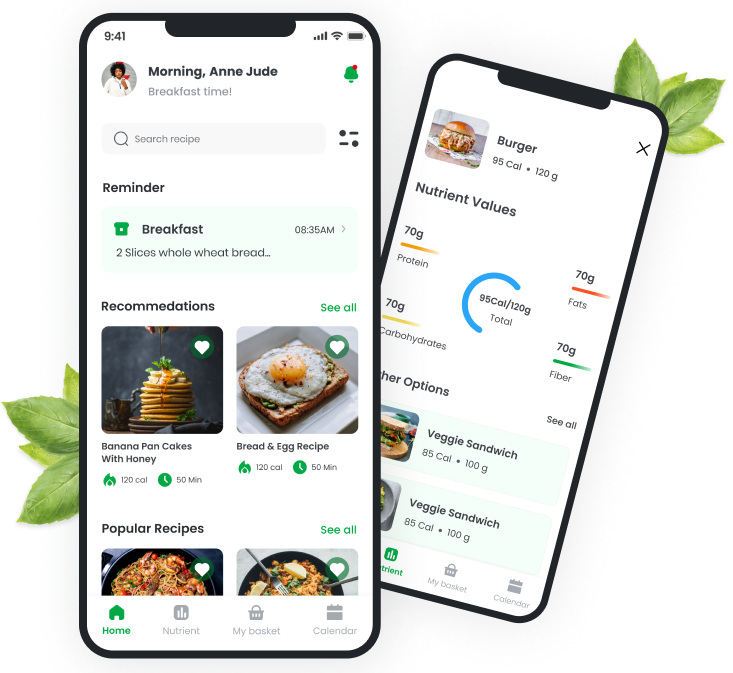 9:41
Morning, Anne Jude
Breakfast time!
Search recipe
Reminder
Breakfast
08:35AM
2 Slices whole wheat bread...
Recommedations
See all
Banana Pan Cakes
With Honey
120 cal
50 Min
Bread & Egg Recipe
120 cal
50 Min
Popular Recipes
See all
Home
Nutrient
My basket
Calendar
Burger
95 Cal • 120 g
Nutrient Values
70g
Protein
70g
Fats
95Cal/120g
Total
70g
Carbohydrates
70g
Fiber
Options
See all
Veggie Sandwich
85 Cal • 100 g
Veggie Sandwich
85 Cal • 100 g
My basket
Calendar